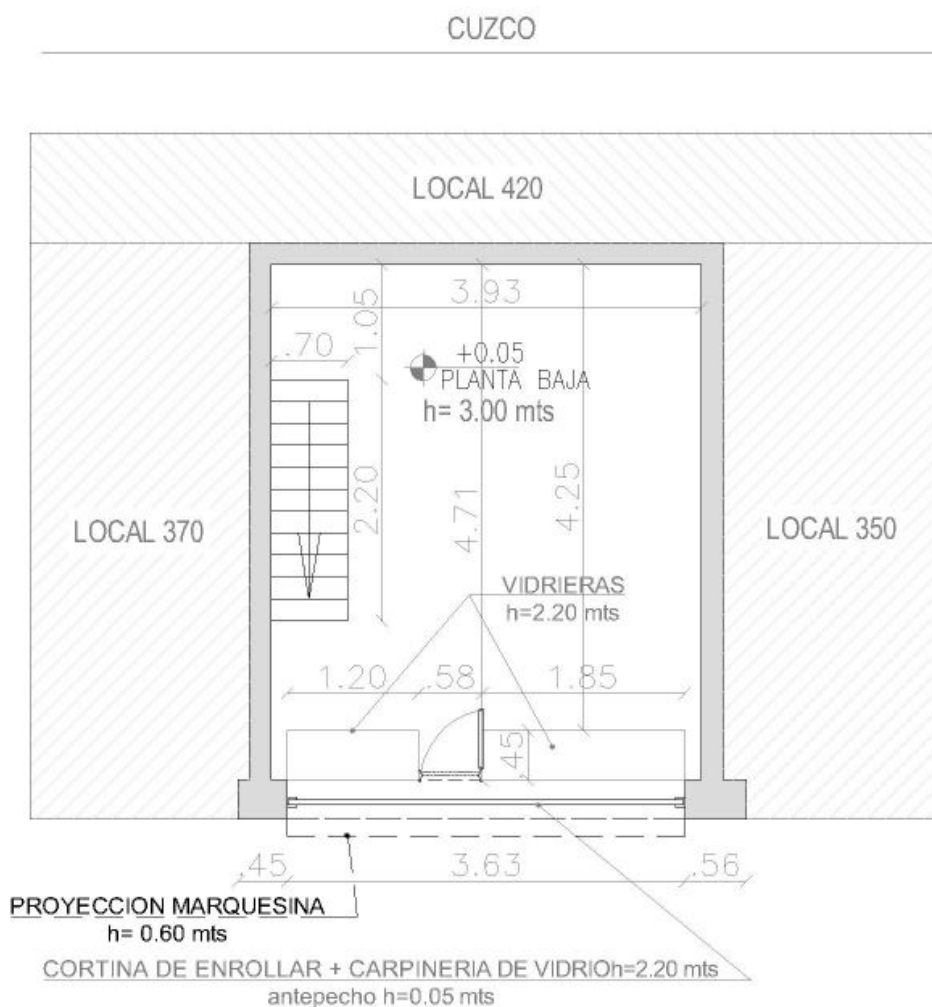 CUZCO
LOCAL 420
3.93
1.05
.70
+0.05
PLANTA BAJA
h= 3.00 mts
2.20
4.71
4.25
LOCAL 370
LOCAL 350
VIDRIERAS
h=2.20 mts
1.20
.58
1.85
.45
.45
3.63
.56
PROYECCION MARQUESINA
h= 0.60 mts
CORTINA DE ENROLLAR + CARPINERIA DE VIDRIOh=2.20 mts
antepecho h=0.05 mts